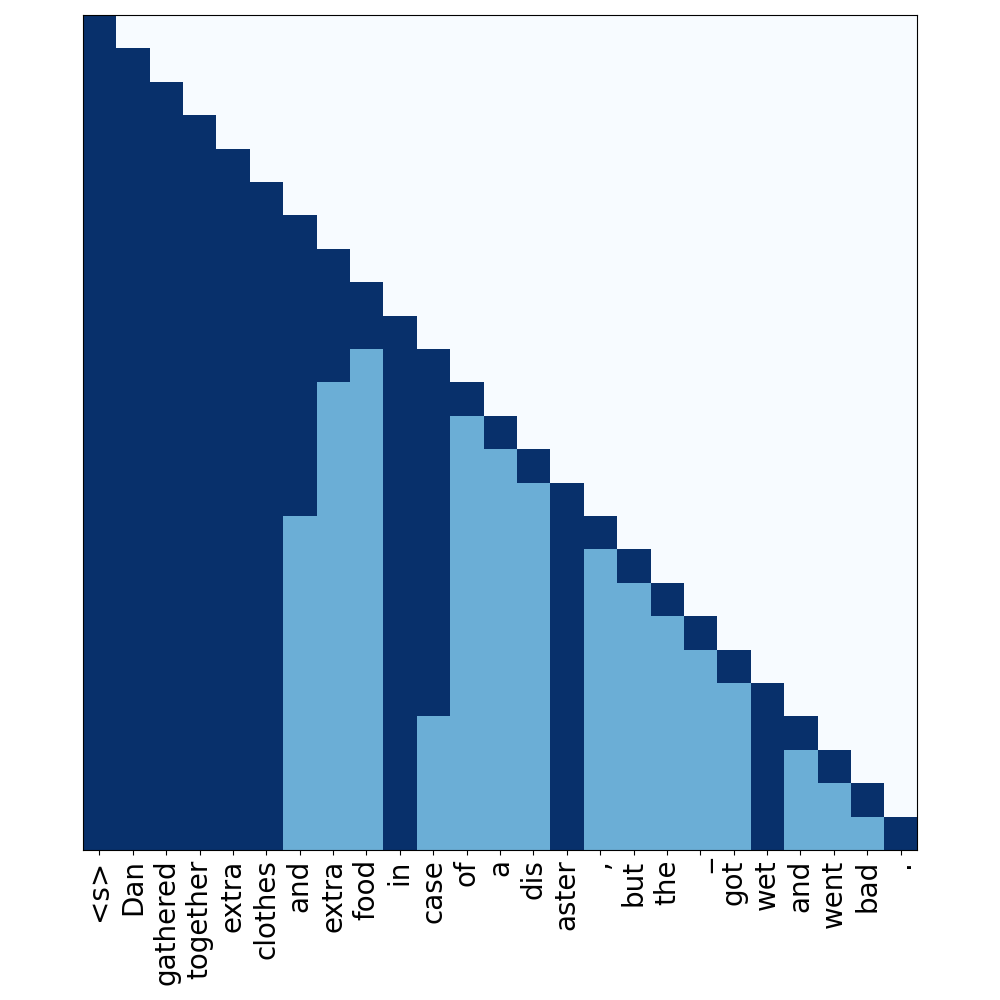 <s> Dan gathered together extra clothes and extra food in case of a dis aster , but the _ got wet and went bad .